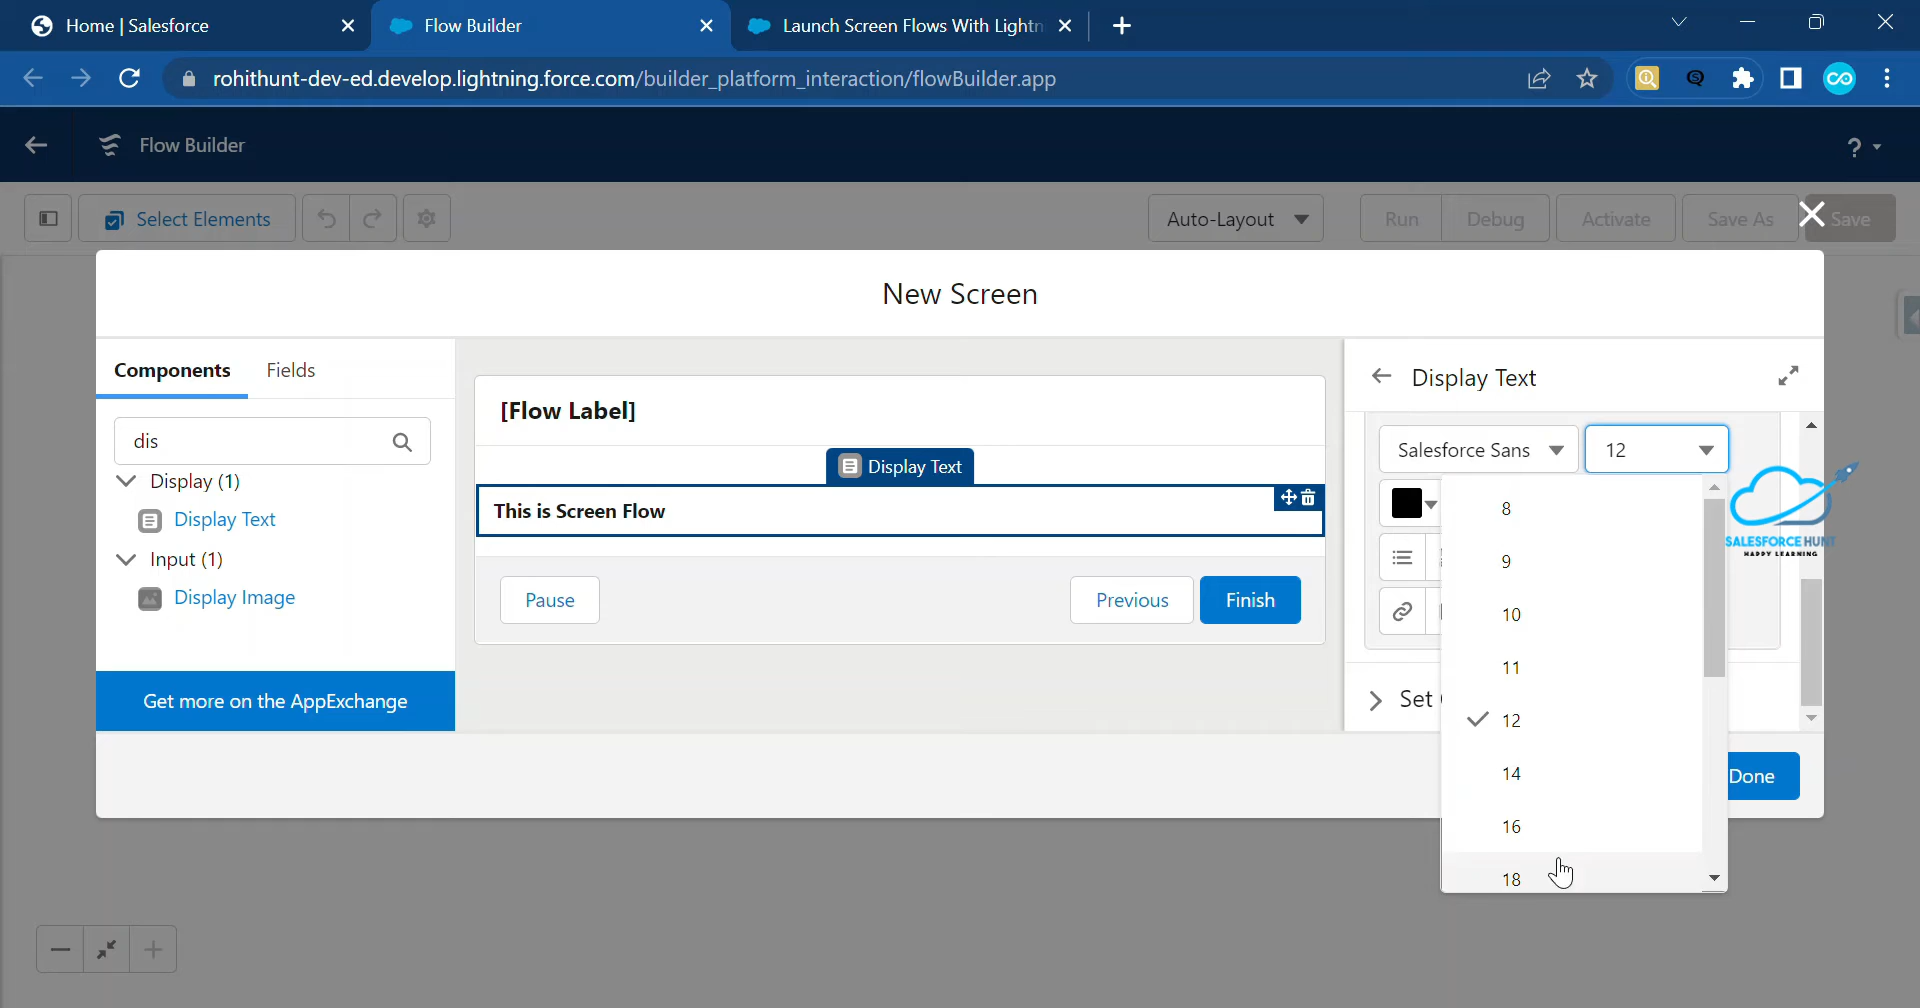 Home | Salesforce
Flow Builder
Launch Screen Flows With Lightn
rohithunt-dev-ed.develop.lightning.force.com/builder_platform_interaction/flowBuilder.app
Flow Builder
?
Select Elements
Auto-Layout
Run
Debug
Activate
Save As
Save
New Screen
Components
Fields
dis
Display (1)
Display Text
Input (1)
Display Image
Get more on the AppExchange
[Flow Label]
Display Text
This is Screen Flow
Pause
Previous
Finish
Display Text
Salesforce Sans
12
8
9
10
11
12
14
16
18
Set
Done
SALESFORCE HUNT
HAPPY LEARNING